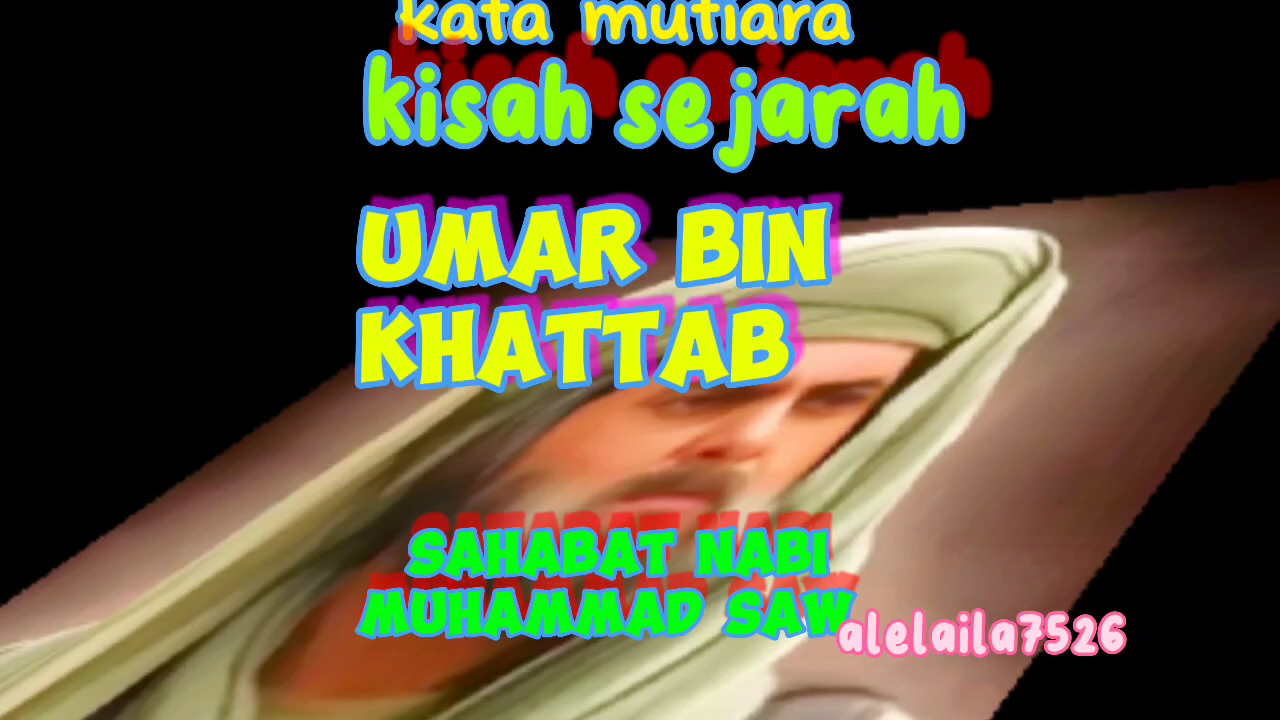 kata mutiara
kisah sejarah
UMAR BIN
KHATTAB
SAHABAT NABI
MUHAMMAD SAW
alelaila7526